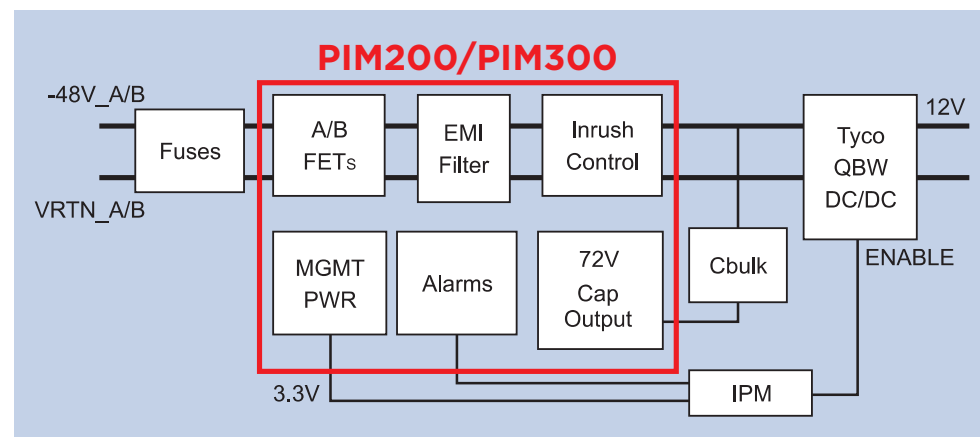 PIM200/PIM300
-48V_A/B
12V
Fuses
A/B
FETs
EMI
Filter
Inrush
Control
Tyco
QBW
DC/DC
VRTN_A/B
ENABLE
MGMT
PWR
Alarms
72V
Cap
Output
Cbulk
3.3V
IPM